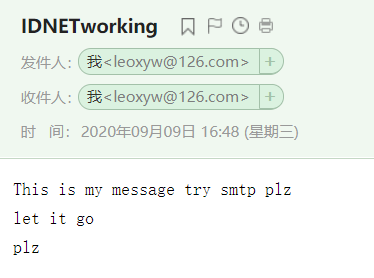 IDNETworking
发件人：我<leoxyw@126.com> +
收件人：我<leoxyw@126.com> +
时 间：2020年09月09日 16:48 (星期三)
This is my message try smtp plz
let it go
plz